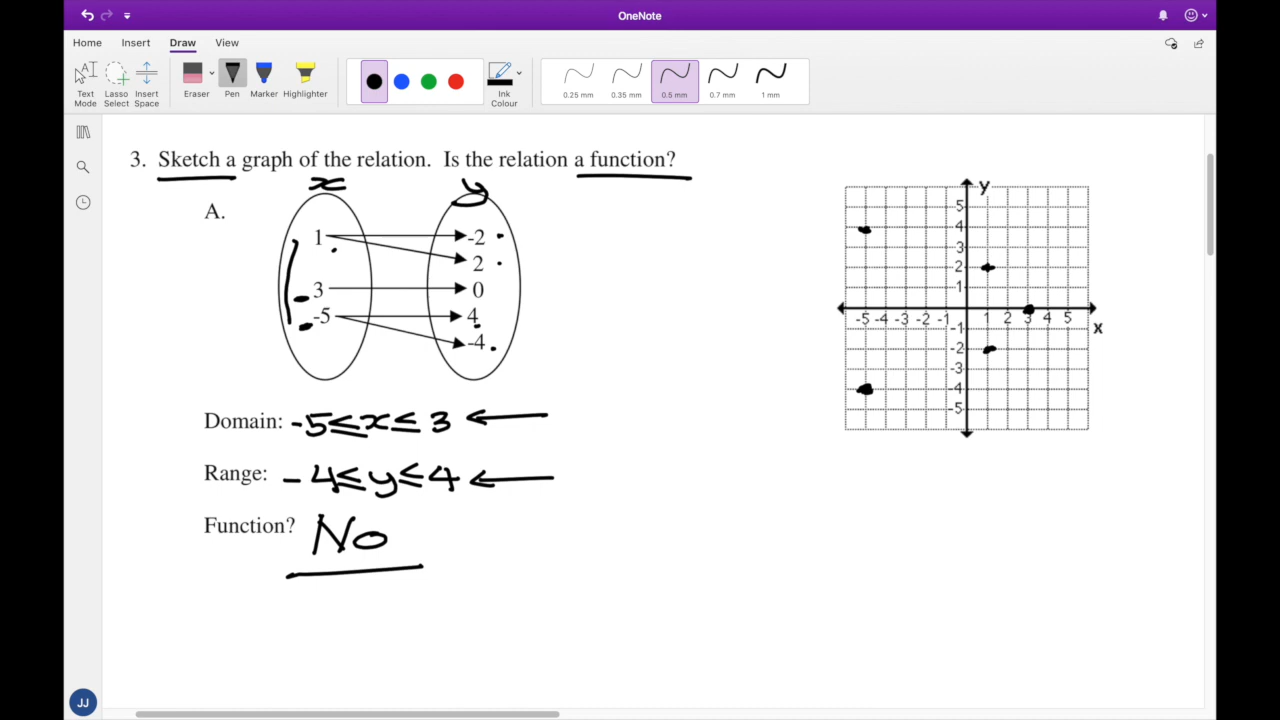 OneNote
Home Insert Draw View
Text Mode Lasso Select Insert Space Eraser Pen Marker Highlighter Ink Colour 0.25 mm 0.35 mm 0.5 mm 0.7 mm 1 mm
3. Sketch a graph of the relation. Is the relation a function?
x y
A.
1 -2
2
3 0
-5 4
-4
Domain: -5≤x≤3
Range: -4≤y≤4
Function? No
y
5
4
3
2
1
-5 -4 -3 -2 -1 1 2 3 4 5
x
-1
-2
-3
-4
-5
JJ